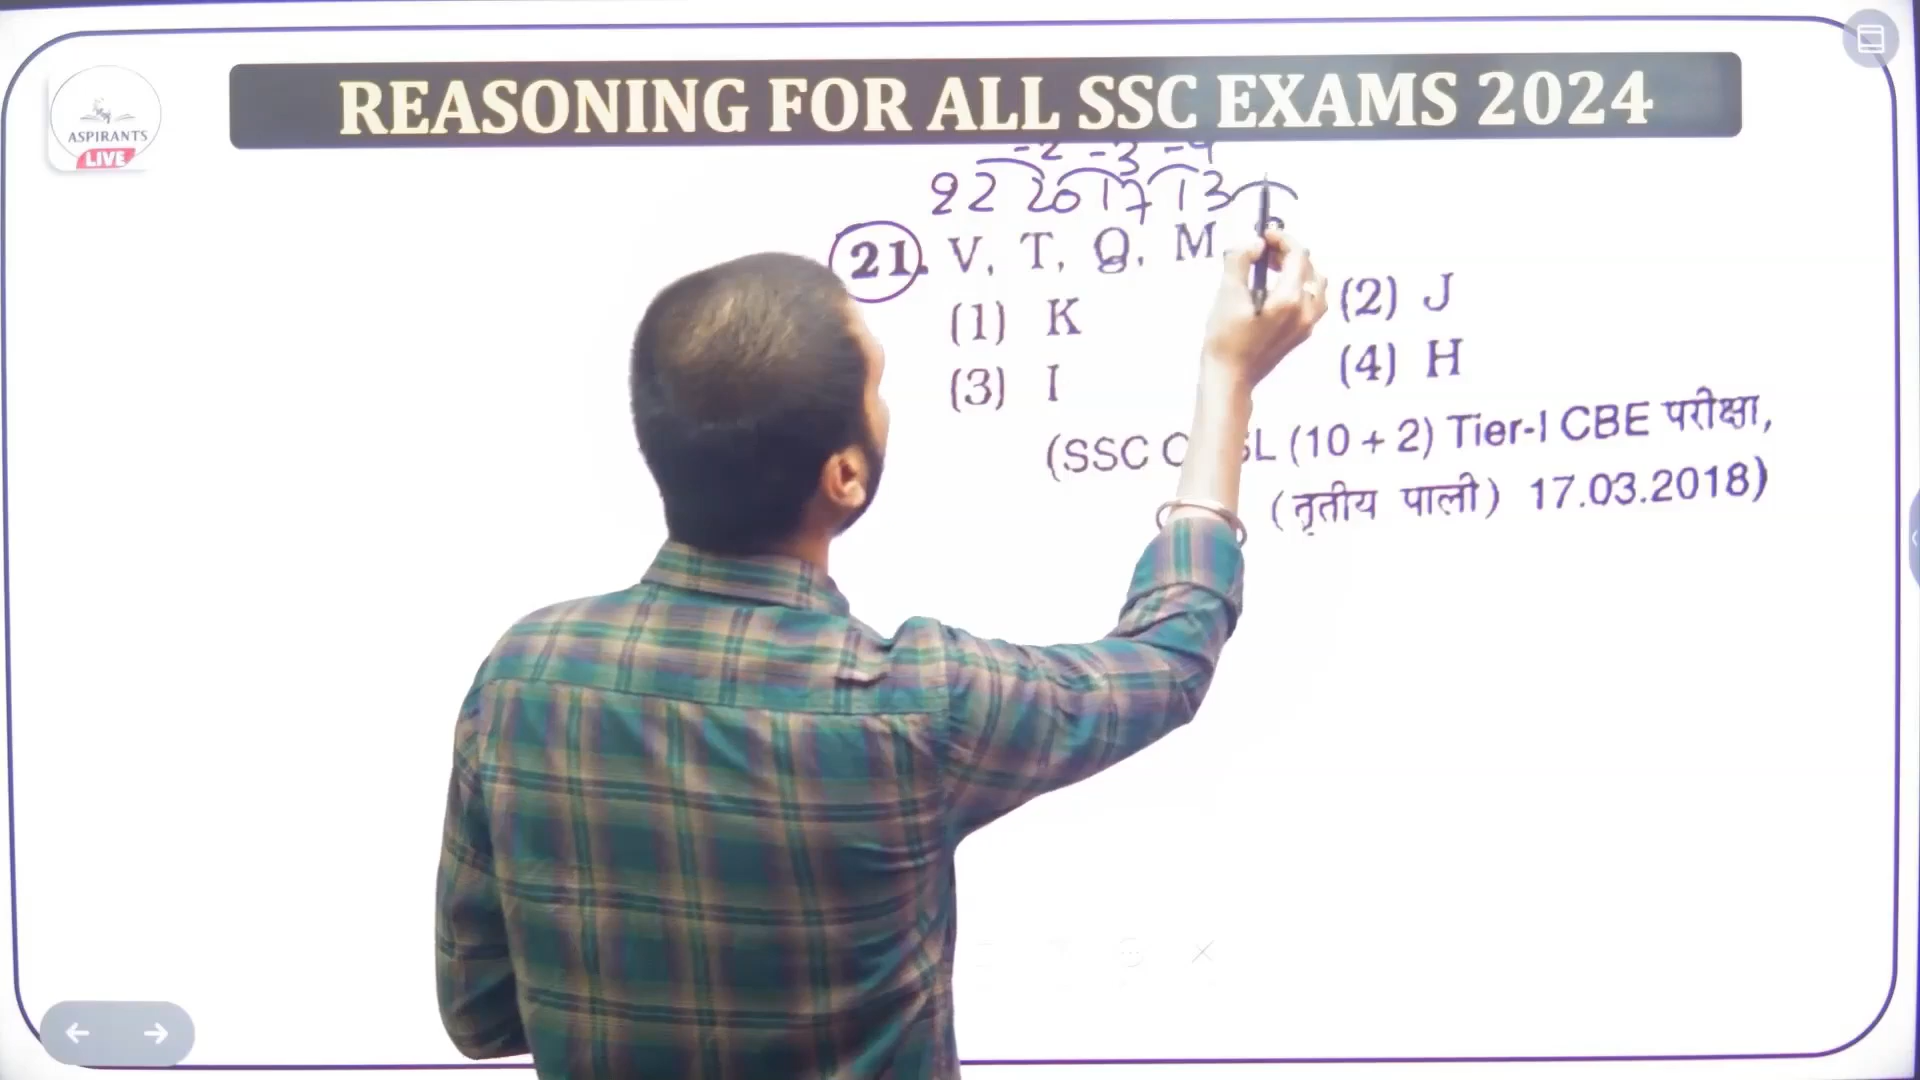 REASONING FOR ALL SSC EXAMS 2024
ASPIRANTS
LIVE
-2 -3 -4
22 20 17 13
21. V, T, Q, M,
(1) K (2) J
(3) I (4) H
(SSC (10 + 2) Tier-I CBE परीक्षा,
(तृतीय पाली) 17.03.2018)